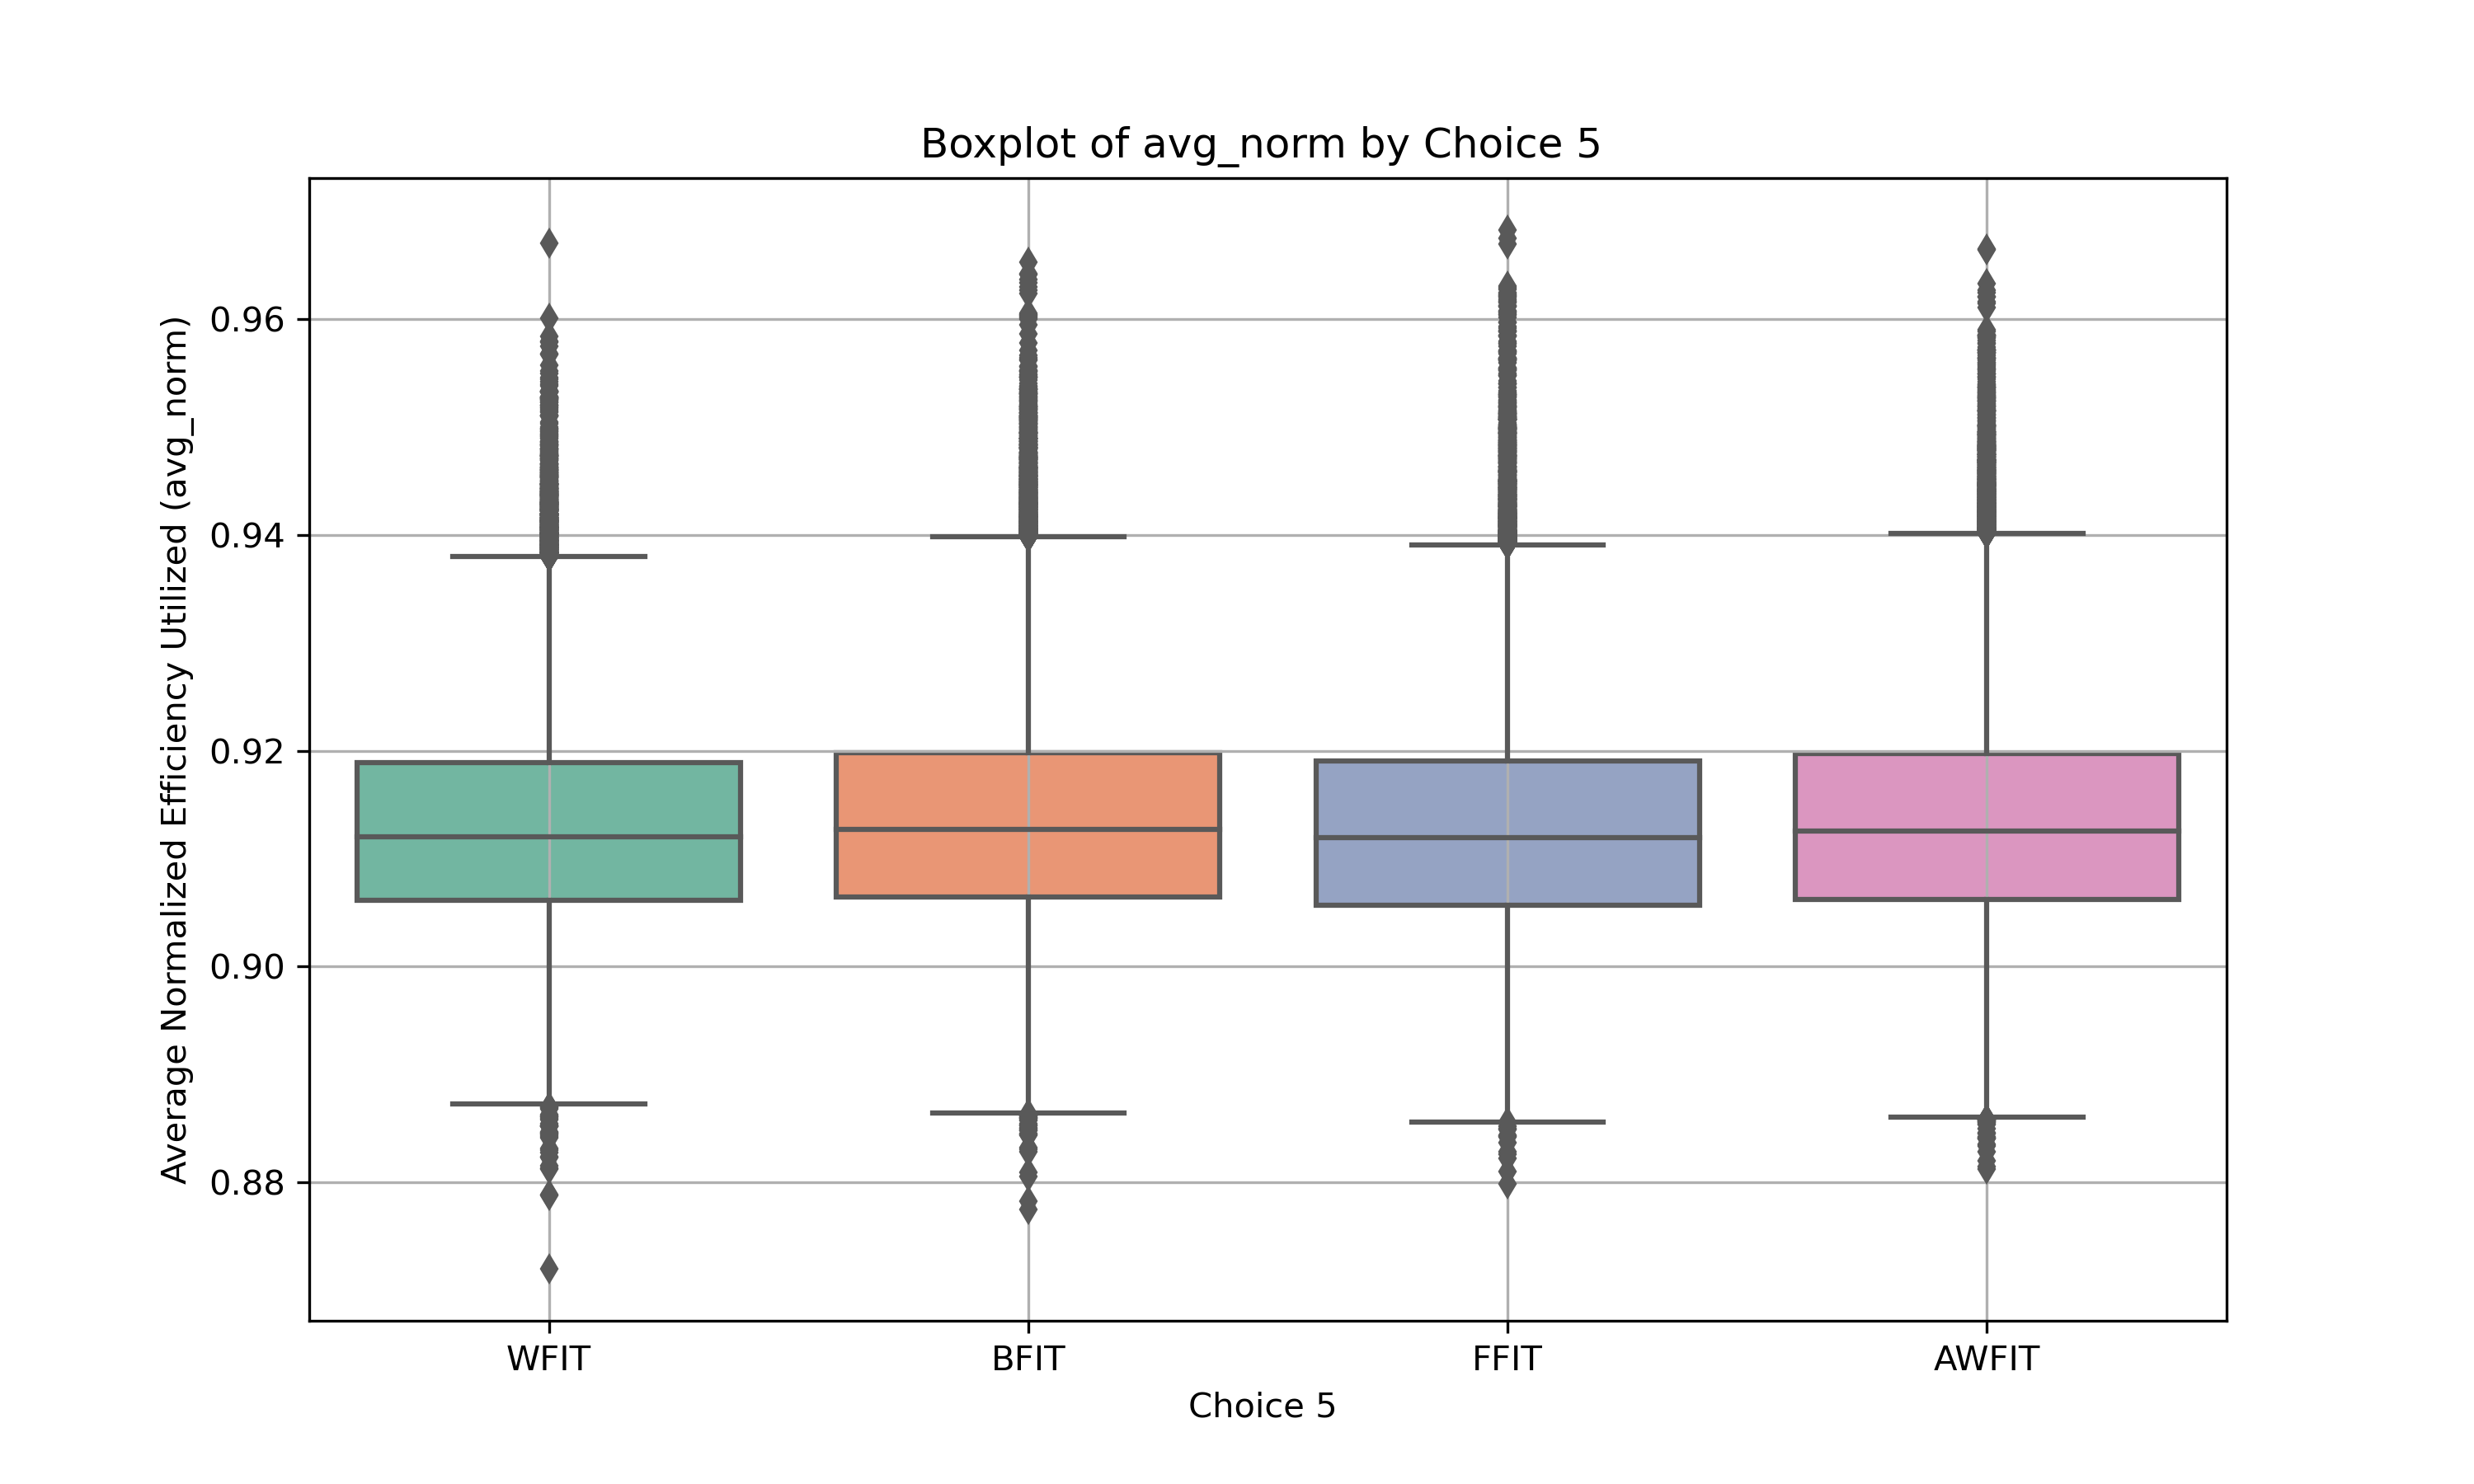 Boxplot of avg_norm by Choice 5
Average Normalized Efficiency Utilized (avg_norm)
0.96
0.94
0.92
0.90
0.88
WFIT
BFIT
FFIT
AWFIT
Choice 5